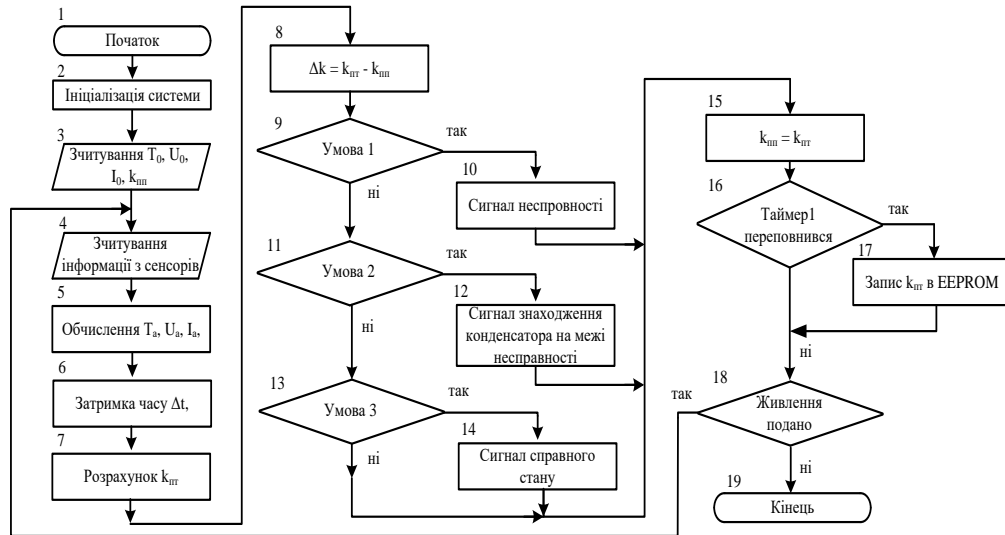 1
Початок
2
Ініціалізація системи
3
Зчитування T₀, U₀,
I₀, kпп
4
Зчитування
інформації з сенсорів
5
Обчислення Tа, Uа, Iа,
6
Затримка часу Δt,
7
Розрахунок kпт
8
Δk = kпт - kпп
9
Умова 1
так
ні
10
Сигнал неспровності
11
Умова 2
так
ні
12
Сигнал знаходження
конденсатора на межі
несправності
13
Умова 3
так
ні
14
Сигнал справного
стану
15
kпп = kпт
16
Таймер1
переповнився
так
17
Запис kпт в EEPROM
ні
18
так
Живлення
подано
ні
19
Кінець